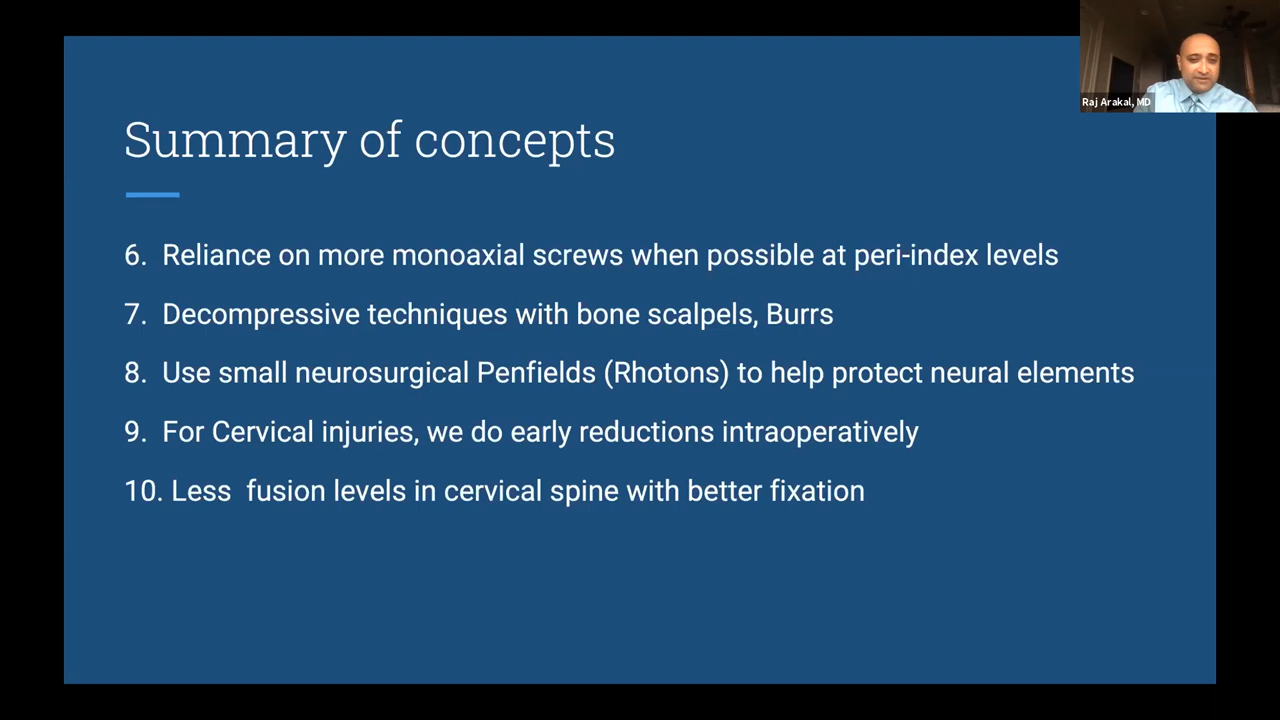 Raj Arakal, MD
Summary of concepts
6. Reliance on more monoaxial screws when possible at peri-index levels
7. Decompressive techniques with bone scalpels, Burrs
8. Use small neurosurgical Penfields (Rhotons) to help protect neural elements
9. For Cervical injuries, we do early reductions intraoperatively
10. Less fusion levels in cervical spine with better fixation